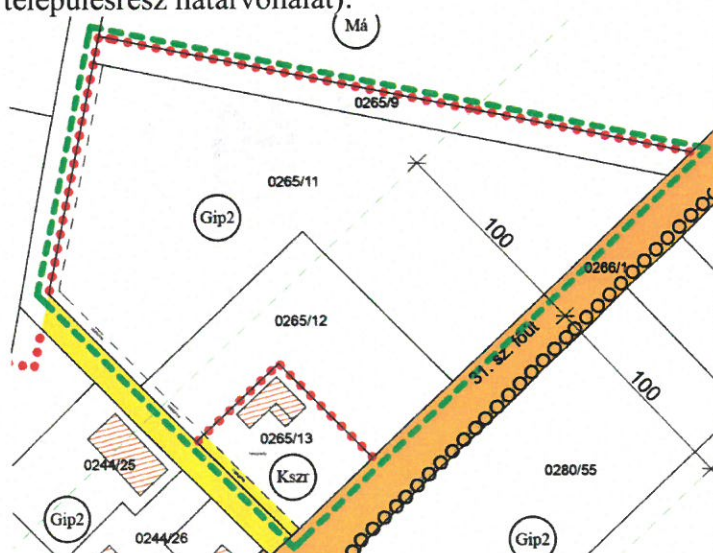 településrész határvonalát).
Má
0265/9
0265/11
Gip2
100
0266/1
0265/12
31. sz. főút
100
0265/13
0244/25
Kszr
0280/55
Gip2
0244/26
Gip2